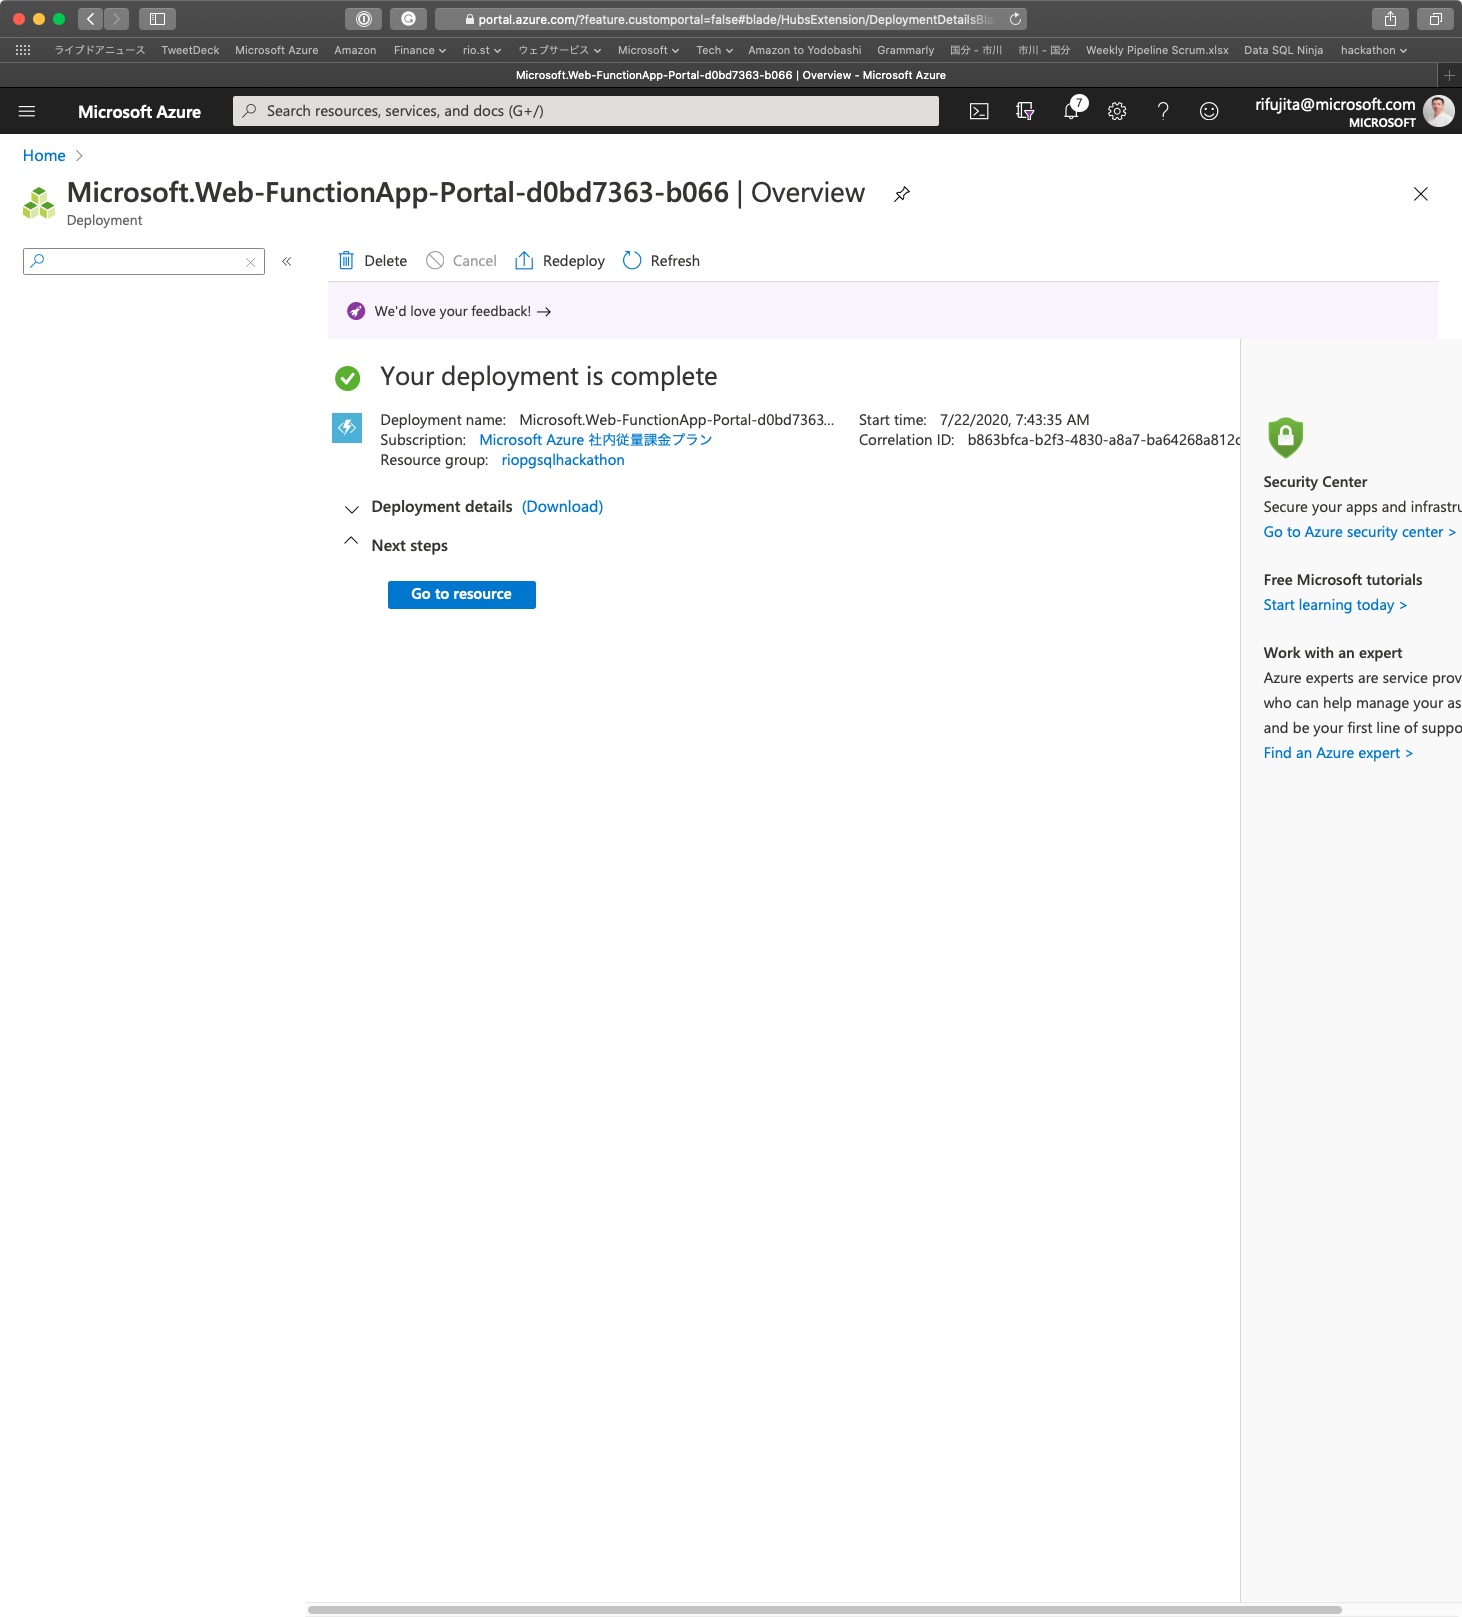 portal.azure.com/?feature.customportal=false#blade/HubsExtension/DeploymentDetailsBla
ライブドアニュース TweetDeck Microsoft Azure Amazon Finance rio.st ウェブサービス Microsoft Tech Amazon to Yodobashi Grammarly 国分 - 市川 市川 - 国分 Weekly Pipeline Scrum.xlsx Data SQL Ninja hackathon
Microsoft.Web-FunctionApp-Portal-d0bd7363-b066 | Overview - Microsoft Azure
Microsoft Azure
Search resources, services, and docs (G+/)
7
rifujita@microsoft.com
MICROSOFT
Home
Microsoft.Web-FunctionApp-Portal-d0bd7363-b066 | Overview
Deployment
Delete Cancel Redeploy Refresh
We'd love your feedback! →
Your deployment is complete
Deployment name: Microsoft.Web-FunctionApp-Portal-d0bd7363...
Subscription: Microsoft Azure 社内従量課金プラン
Resource group: riopgsqlhackathon
Start time: 7/22/2020, 7:43:35 AM
Correlation ID: b863bfca-b2f3-4830-a8a7-ba64268a812c
Deployment details (Download)
Next steps
Go to resource
Security Center
Secure your apps and infrastru
Go to Azure security center >
Free Microsoft tutorials
Start learning today >
Work with an expert
Azure experts are service prov
who can help manage your as
and be your first line of suppo
Find an Azure expert >